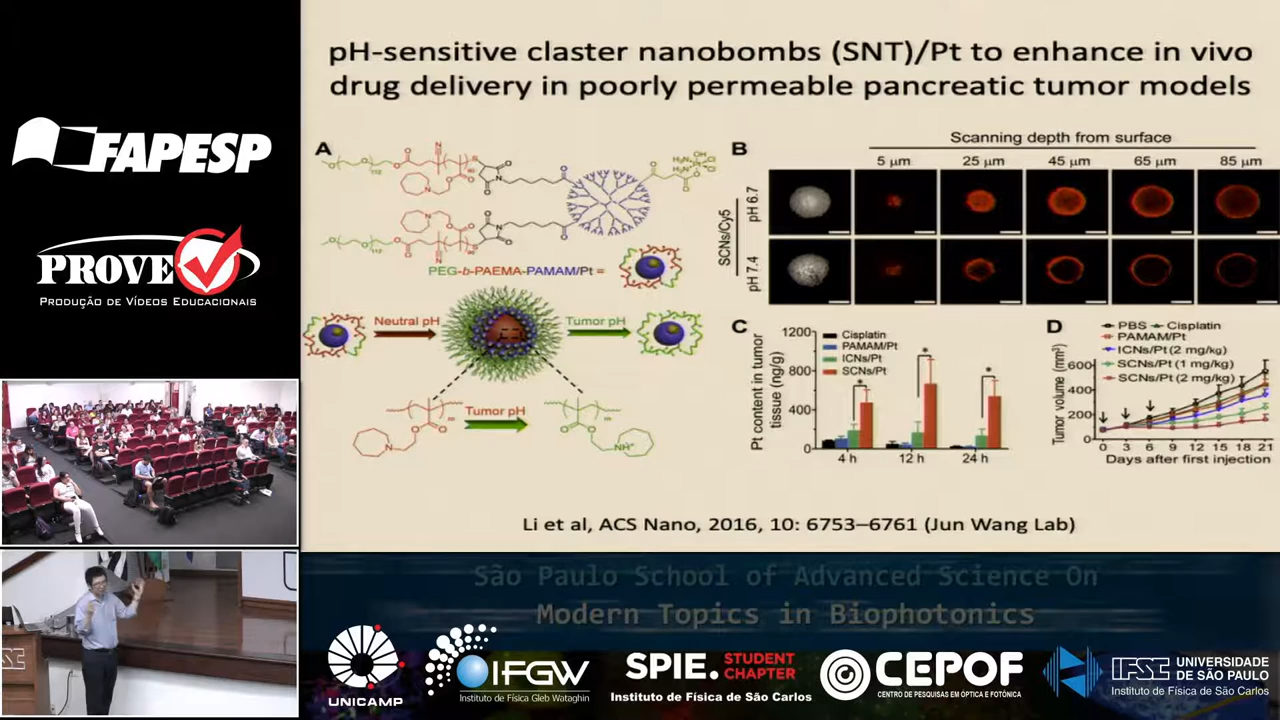 FAPESP
PROVE
PRODUÇÃO DE VÍDEOS EDUCACIONAIS
pH-sensitive claster nanobombs (SNT)/Pt to enhance in vivo
drug delivery in poorly permeable pancreatic tumor models
A
PEG-b-PAEMA-PAMAM/Pt =
Neutral pH
Tumor pH
Tumor pH
B
Scanning depth from surface
5 µm 25 µm 45 µm 65 µm 85 µm
SCNs/Cy5
pH 6.7
pH 7.4
C
Pt content in tumor
tissue (ng/g)
1200
800
400
0
Cisplatin
PAMAM/Pt
ICNs/Pt
SCNs/Pt
* * *
4 h 12 h 24 h
D
Tumor volume (mm³)
600
400
200
0
PBS Cisplatin
PAMAM/Pt
ICNs/Pt (2 mg/kg)
SCNs/Pt (1 mg/kg)
SCNs/Pt (2 mg/kg)
0 3 6 9 12 15 18 21
Days after first injection
Li et al, ACS Nano, 2016, 10: 6753–6761 (Jun Wang Lab)
São Paulo School of Advanced Science On
Modern Topics in Biophotonics
UNICAMP
IFGW
Instituto de Física Gleb Wataghin
SPIE. STUDENT
CHAPTER
Instituto de Física de São Carlos
CEPOF
CENTRO DE PESQUISAS EM ÓPTICA E FOTÔNICA
IFSC UNIVERSIDADE
DE SÃO PAULO
Instituto de Física de São Carlos